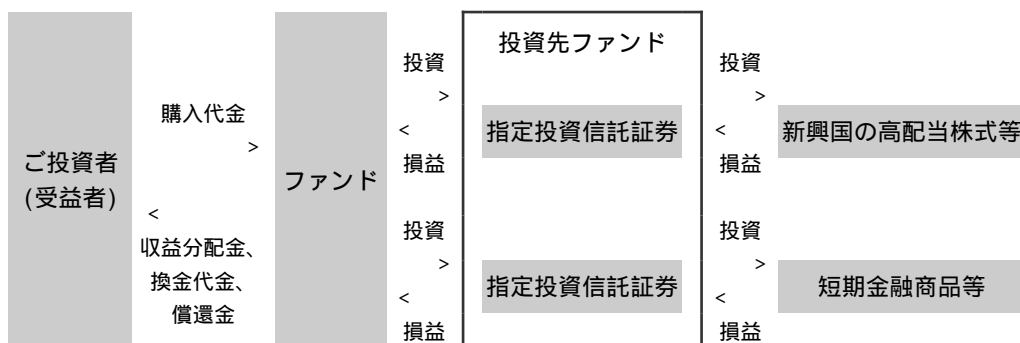 ご投資者
(受益者)
購入代金
>
<
収益分配金、
換金代金、
償還金
ファンド
投資
>
<
損益
投資
>
<
損益
投資先ファンド
指定投資信託証券
指定投資信託証券
投資
>
<
損益
投資
>
<
損益
新興国の高配当株式等
短期金融商品等